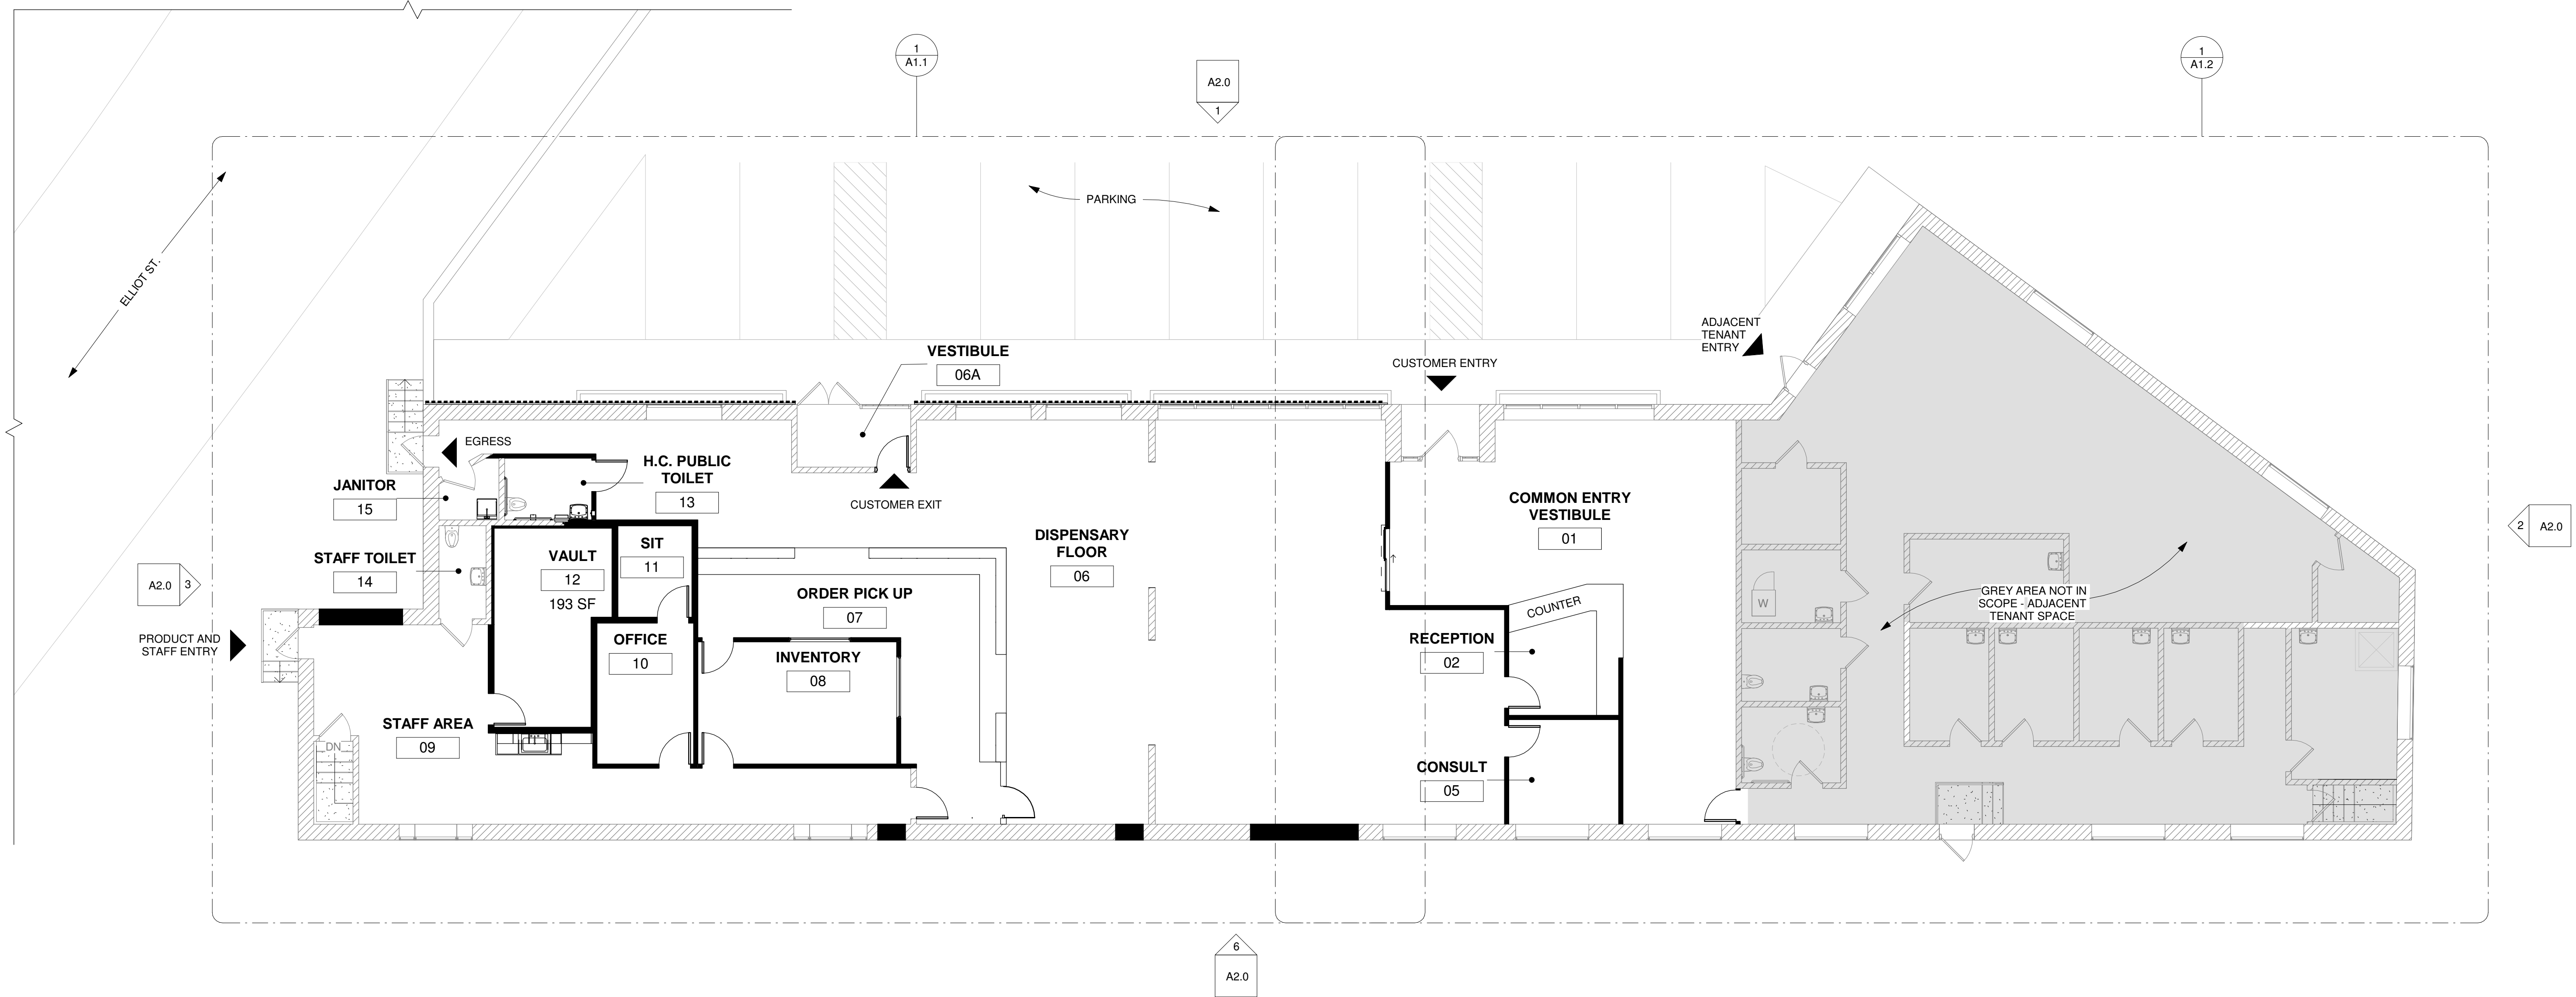 1
A1.1
1
A1.2
A2.0
1
PARKING
ELLIOT ST.
ADJACENT
TENANT
ENTRY
VESTIBULE
06A
CUSTOMER ENTRY
EGRESS
H.C. PUBLIC
TOILET
13
JANITOR
15
CUSTOMER EXIT
COMMON ENTRY
VESTIBULE
01
2
A2.0
DISPENSARY
FLOOR
06
SIT
11
VAULT
12
193 SF
STAFF TOILET
14
A2.0
3
ORDER PICK UP
07
COUNTER
W
GREY AREA NOT IN
SCOPE - ADJACENT
TENANT SPACE
PRODUCT AND
STAFF ENTRY
OFFICE
10
INVENTORY
08
RECEPTION
02
STAFF AREA
09
DN
CONSULT
05
6
A2.0